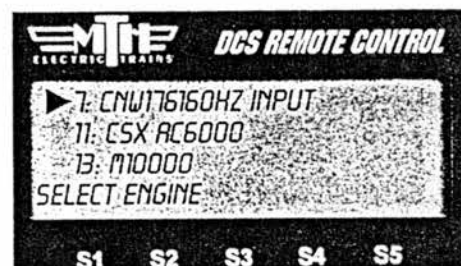 MTH
ELECTRIC TRAINS
DCS REMOTE CONTROL
7: CNW176160HZ INPUT
11: CSX AC6000
13: M10000
SELECT ENGINE
S1 S2 S3 S4 S5